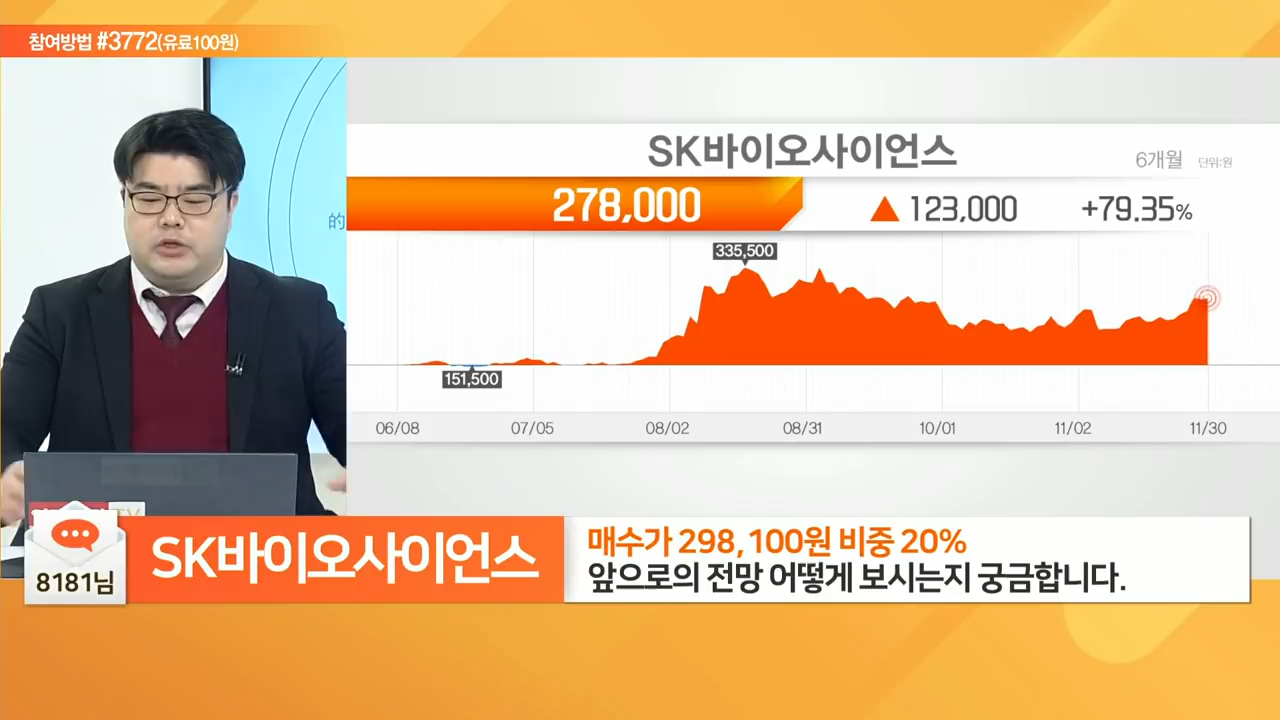 참여방법 #3772(유료100원)
的
SK바이오사이언스
6개월 단위:원
278,000
▲ 123,000
+79.35%
335,500
151,500
06/08 07/05 08/02 08/31 10/01 11/02 11/30
TV
8181님
SK바이오사이언스
매수가 298,100원 비중 20%
앞으로의 전망 어떻게 보시는지 궁금합니다.